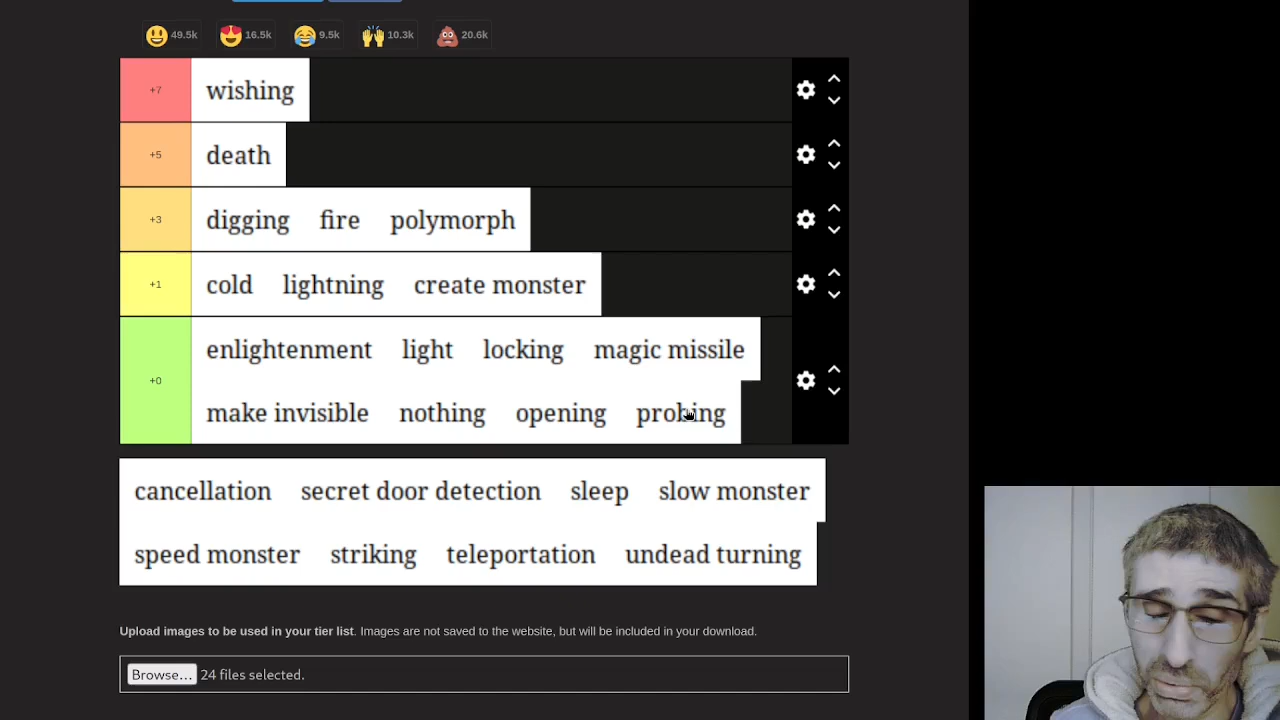 49.5k 16.5k 9.5k 10.3k 20.6k
+7 wishing
+5 death
+3 digging fire polymorph
+1 cold lightning create monster
+0 enlightenment light locking magic missile
make invisible nothing opening probing
cancellation secret door detection sleep slow monster
speed monster striking teleportation undead turning
Upload images to be used in your tier list. Images are not saved to the website, but will be included in your download.
Browse... 24 files selected.